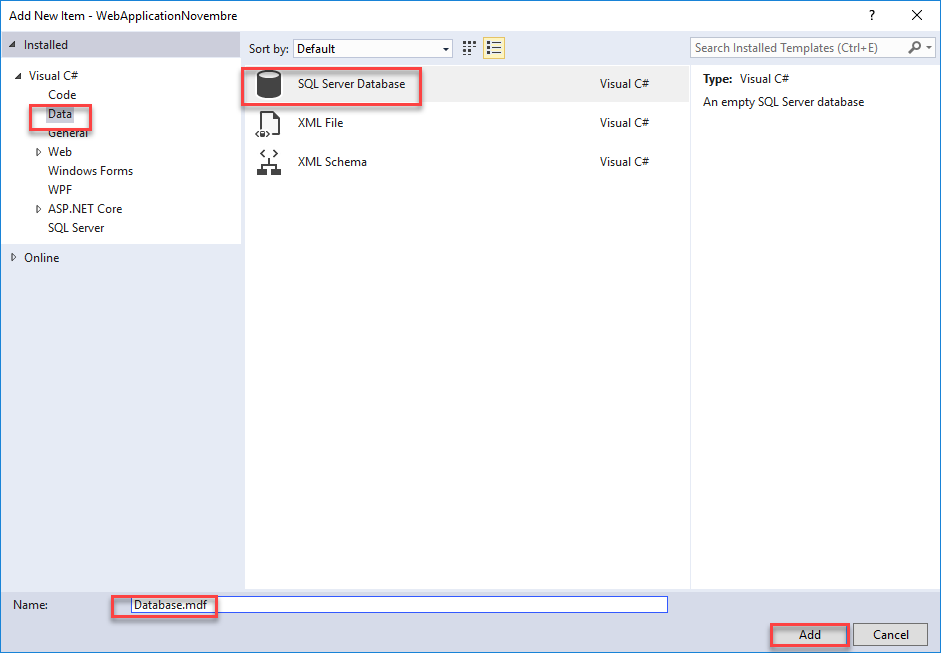 Add New Item - WebApplicationNovembre
?
Installed
Sort by: Default
Search Installed Templates (Ctrl+E)
Visual C#
Code
Data
General
Web
Windows Forms
WPF
ASP.NET Core
SQL Server
Online
SQL Server Database Visual C#
XML File Visual C#
XML Schema Visual C#
Type: Visual C#
An empty SQL Server database
Name: Database.mdf
Add Cancel